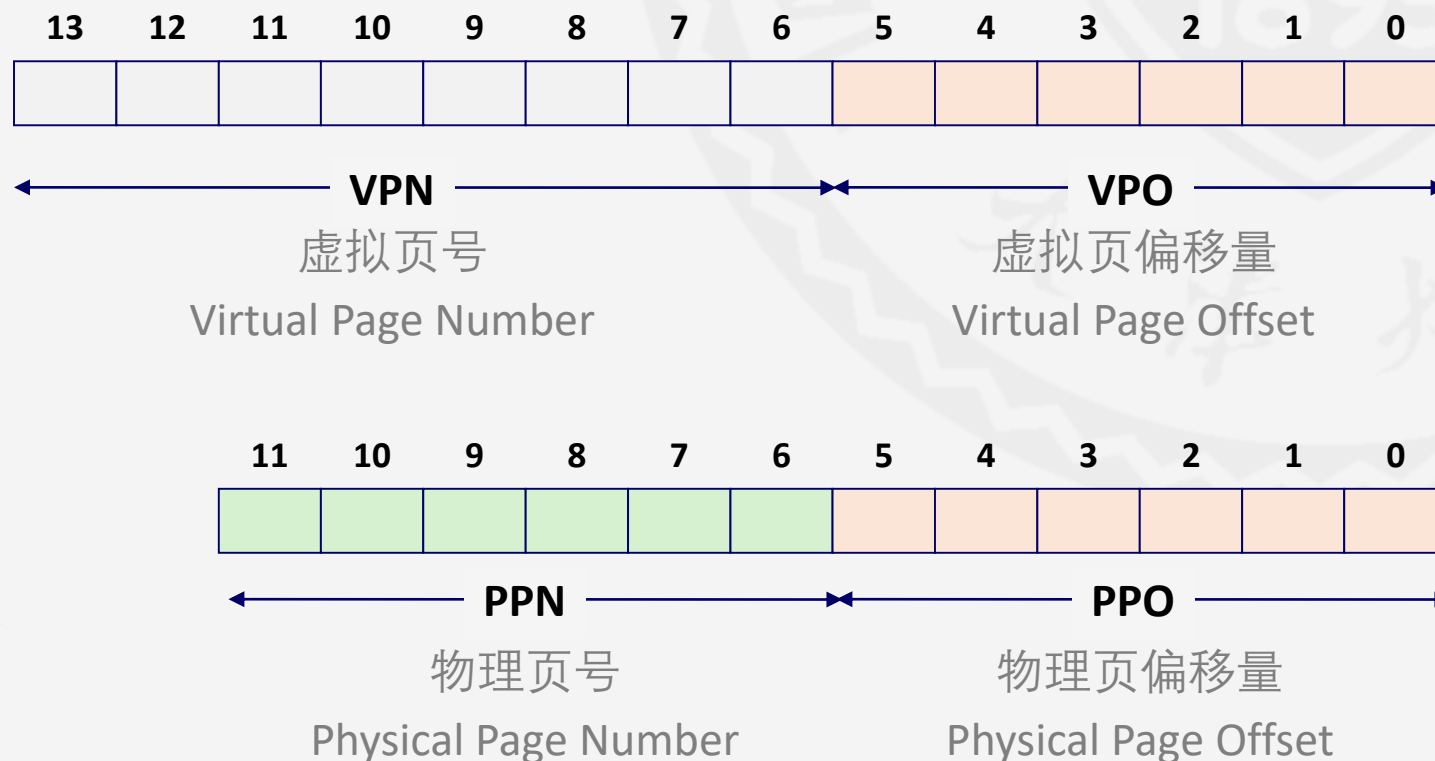 13 12 11 10 9 8 7 6 5 4 3 2 1 0
VPN VPO
虚拟页号 虚拟页偏移量
Virtual Page Number Virtual Page Offset
11 10 9 8 7 6 5 4 3 2 1 0
PPN PPO
物理页号 物理页偏移量
Physical Page Number Physical Page Offset